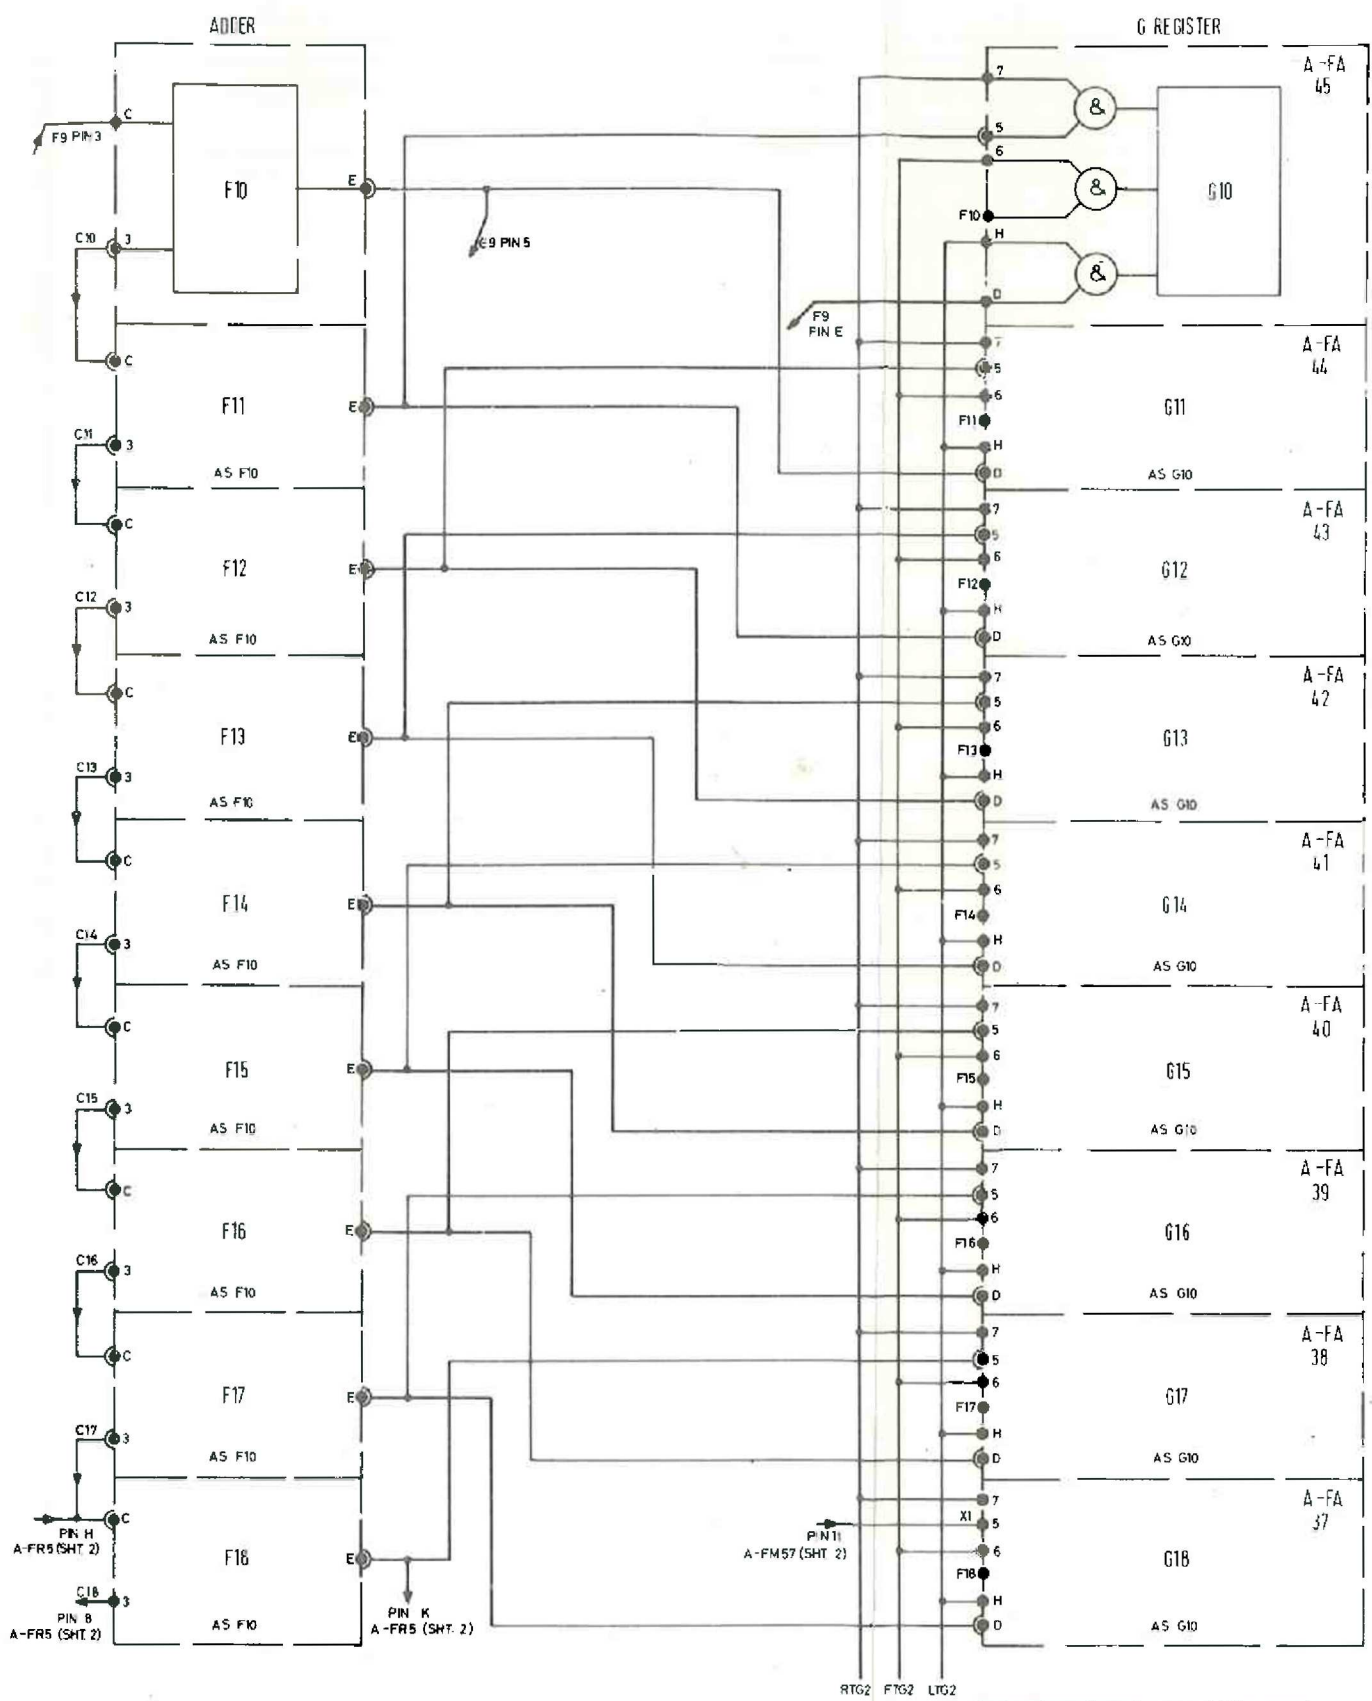 ADDER
G REGISTER
A-FA
45
7
C
F9 PIN 3
&
5
6
F10
E
&
G10
F10
C10
3
H
E9 PIN 5
&
D
F9
PIN E
C
7
A-FA
44
5
F11
E
6
G11
F11
C11
3
H
AS F10
D
AS G10
7
A-FA
43
C
5
F12
E
6
G12
F12
C12
3
H
AS F10
D
AS G10
7
A-FA
42
C
5
F13
E
6
G13
F13
C13
3
H
AS F10
D
AS G10
7
A-FA
41
C
5
F14
E
6
G14
F14
C14
3
H
AS F10
D
AS G10
7
A-FA
40
C
5
F15
E
6
G15
F15
C15
3
H
AS F10
D
AS G10
7
A-FA
39
C
5
F16
E
6
G16
F16
C16
3
H
AS F10
D
AS G10
7
A-FA
38
C
5
F17
E
6
G17
F17
C17
3
H
AS F10
D
AS G10
7
A-FA
37
C
X1
5
PIN H
A-FR5 (SHT. 2)
PIN 11
A-FM57 (SHT. 2)
F18
E
6
G18
F18
C18
3
H
PIN 8
A-FR5 (SHT. 2)
AS F10
PIN K
A-FR5 (SHT. 2)
D
AS G10
RTG2 FTG2 LTG2